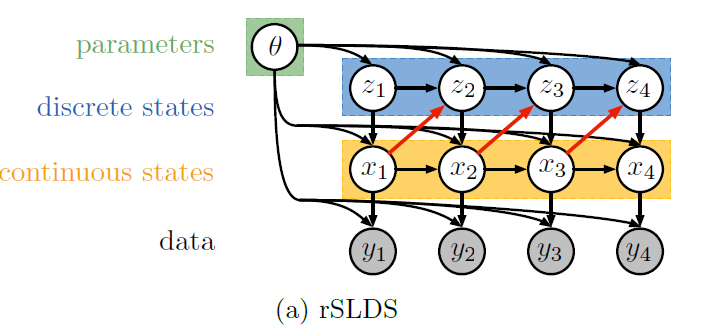 parameters
θ
discrete states
z₁ z₂ z₃ z₄
continuous states
x₁ x₂ x₃ x₄
data
y₁ y₂ y₃ y₄
(a) rSLDS